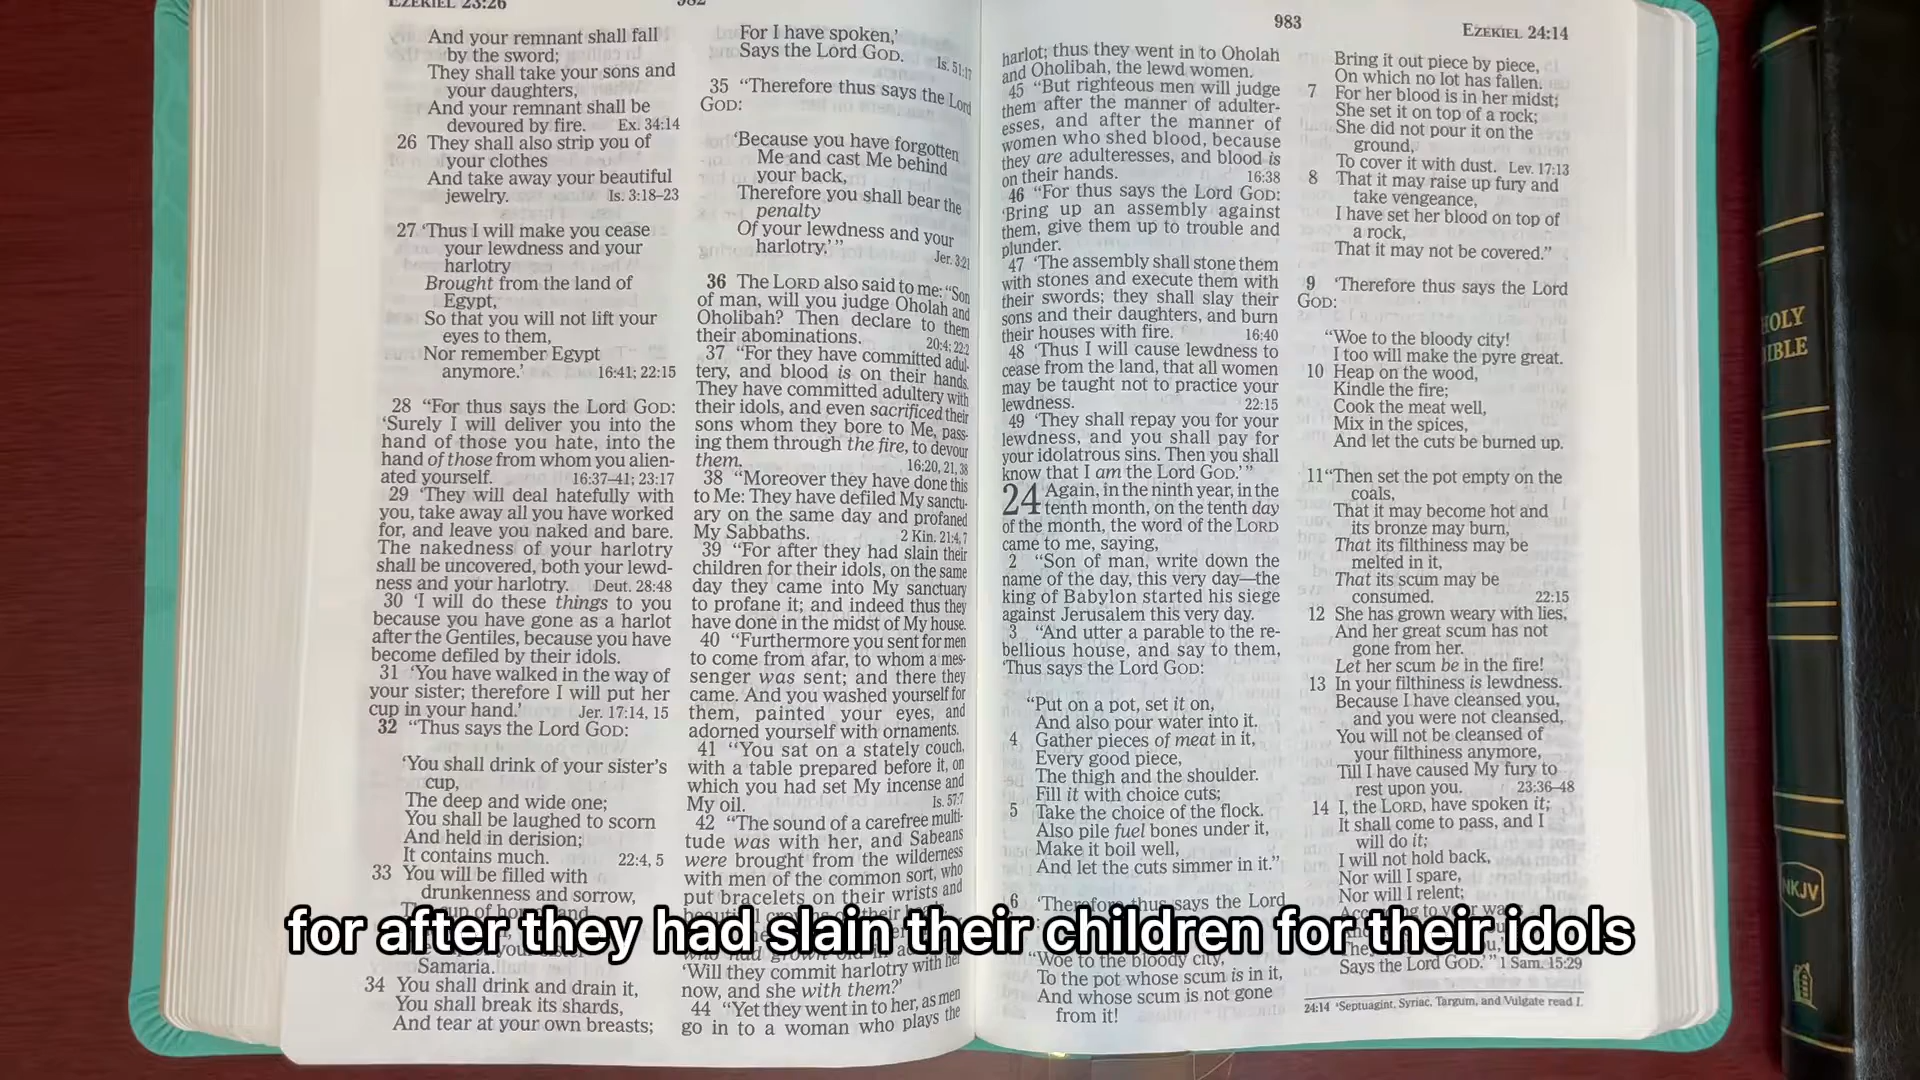 EZEKIEL 23:26
982
And your remnant shall fall
by the sword;
They shall take your sons and
your daughters,
And your remnant shall be
devoured by fire. Ex. 34:14
26 They shall also strip you of
your clothes
And take away your beautiful
jewelry. Is. 3:18–23
27 ‘Thus I will make you cease
your lewdness and your
harlotry
Brought from the land of
Egypt,
So that you will not lift your
eyes to them,
Nor remember Egypt
anymore.’ 16:41; 22:15
28 “For thus says the Lord GOD:
‘Surely I will deliver you into the
hand of those you hate, into the
hand of those from whom you alien-
ated yourself. 16:37–41; 23:17
29 ‘They will deal hatefully with
you, take away all you have worked
for, and leave you naked and bare.
The nakedness of your harlotry
shall be uncovered, both your lewd-
ness and your harlotry. Deut. 28:48
30 ‘I will do these things to you
because you have gone as a harlot
after the Gentiles, because you have
become defiled by their idols.
31 ‘You have walked in the way of
your sister; therefore I will put her
cup in your hand.’ Jer. 17:14, 15
32 “Thus says the Lord GOD:
‘You shall drink of your sister’s
cup,
The deep and wide one;
You shall be laughed to scorn
And held in derision;
It contains much. 22:4, 5
33 You will be filled with
drunkenness and sorrow,
Samaria.
34 You shall drink and drain it,
You shall break its shards,
And tear at your own breasts;
For I have spoken,’
Says the Lord GOD. Is. 51:17
35 “Therefore thus says the Lord
GOD:
‘Because you have forgotten
Me and cast Me behind
your back,
Therefore you shall bear the
penalty
Of your lewdness and your
harlotry.’ ” Jer. 3:21
36 The LORD also said to me: “Son
of man, will you judge Oholah and
Oholibah? Then declare to them
their abominations. 20:4; 22:2
37 “For they have committed adul-
tery, and blood is on their hands.
They have committed adultery with
their idols, and even sacrificed their
sons whom they bore to Me, pass-
ing them through the fire, to devour
them. 16:20, 21, 38
38 “Moreover they have done this
to Me: They have defiled My sanctu-
ary on the same day and profaned
My Sabbaths. 2 Kin. 21:4, 7
39 “For after they had slain their
children for their idols, on the same
day they came into My sanctuary
to profane it; and indeed thus they
have done in the midst of My house.
40 “Furthermore you sent for men
to come from afar, to whom a mes-
senger was sent; and there they
came. And you washed yourself for
them, painted your eyes, and
adorned yourself with ornaments.
41 “You sat on a stately couch,
with a table prepared before it, on
which you had set My incense and
My oil. Is. 57:7
42 “The sound of a carefree multi-
tude was with her, and Sabeans
were brought from the wilderness
with men of the common sort, who
put bracelets on their wrists and
‘Will they commit harlotry with her
now, and she with them?’
44 “Yet they went in to her, as men
go in to a woman who plays the
983
EZEKIEL 24:14
harlot; thus they went in to Oholah
and Oholibah, the lewd women.
45 “But righteous men will judge
them after the manner of adulter-
esses, and after the manner of
women who shed blood, because
they are adulteresses, and blood is
on their hands. 16:38
46 “For thus says the Lord GOD:
‘Bring up an assembly against
them, give them up to trouble and
plunder.
47 ‘The assembly shall stone them
with stones and execute them with
their swords; they shall slay their
sons and their daughters, and burn
their houses with fire. 16:40
48 ‘Thus I will cause lewdness to
cease from the land, that all women
may be taught not to practice your
lewdness. 22:15
49 ‘They shall repay you for your
lewdness, and you shall pay for
your idolatrous sins. Then you shall
know that I am the Lord GOD.’ ”
24 Again, in the ninth year, in the
tenth month, on the tenth day
of the month, the word of the LORD
came to me, saying,
2 “Son of man, write down the
name of the day, this very day—the
king of Babylon started his siege
against Jerusalem this very day.
3 “And utter a parable to the re-
bellious house, and say to them,
‘Thus says the Lord GOD:
“Put on a pot, set it on,
And also pour water into it.
4 Gather pieces of meat in it,
Every good piece,
The thigh and the shoulder.
Fill it with choice cuts;
5 Take the choice of the flock.
Also pile fuel bones under it,
Make it boil well,
And let the cuts simmer in it.”
6 ‘Therefore thus says the Lord
“Woe to the bloody city,
To the pot whose scum is in it,
And whose scum is not gone
from it!
Bring it out piece by piece,
On which no lot has fallen.
7 For her blood is in her midst;
She set it on top of a rock;
She did not pour it on the
ground,
To cover it with dust. Lev. 17:13
8 That it may raise up fury and
take vengeance,
I have set her blood on top of
a rock,
That it may not be covered.”
9 ‘Therefore thus says the Lord
GOD:
“Woe to the bloody city!
I too will make the pyre great.
10 Heap on the wood,
Kindle the fire;
Cook the meat well,
Mix in the spices,
And let the cuts be burned up.
11 “Then set the pot empty on the
coals,
That it may become hot and
its bronze may burn,
That its filthiness may be
melted in it,
That its scum may be
consumed. 22:15
12 She has grown weary with lies,
And her great scum has not
gone from her.
Let her scum be in the fire!
13 In your filthiness is lewdness.
Because I have cleansed you,
and you were not cleansed,
You will not be cleansed of
your filthiness anymore,
Till I have caused My fury to
rest upon you. 23:36–48
14 I, the LORD, have spoken it;
It shall come to pass, and I
will do it;
I will not hold back,
Nor will I spare,
Nor will I relent;
Says the Lord GOD.’ ” 1 Sam. 15:29
24:14 ‘Septuagint, Syriac, Targum, and Vulgate read I.
for after they had slain their children for their idols
HOLY
BIBLE
NKJV